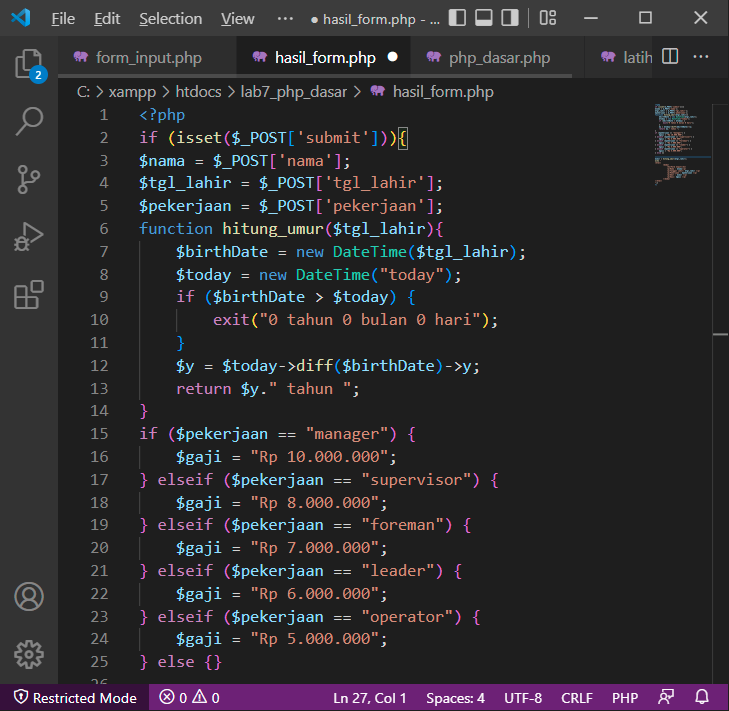 File Edit Selection View ··· ● hasil_form.php - ...
2
form_input.php hasil_form.php ● php_dasar.php latih ···
C: > xampp > htdocs > lab7_php_dasar > hasil_form.php
1 <?php
2 if (isset($_POST['submit'])){
3 $nama = $_POST['nama'];
4 $tgl_lahir = $_POST['tgl_lahir'];
5 $pekerjaan = $_POST['pekerjaan'];
6 function hitung_umur($tgl_lahir){
7 $birthDate = new DateTime($tgl_lahir);
8 $today = new DateTime("today");
9 if ($birthDate > $today) {
10 exit("0 tahun 0 bulan 0 hari");
11 }
12 $y = $today->diff($birthDate)->y;
13 return $y." tahun ";
14 }
15 if ($pekerjaan == "manager") {
16 $gaji = "Rp 10.000.000";
17 } elseif ($pekerjaan == "supervisor") {
18 $gaji = "Rp 8.000.000";
19 } elseif ($pekerjaan == "foreman") {
20 $gaji = "Rp 7.000.000";
21 } elseif ($pekerjaan == "leader") {
22 $gaji = "Rp 6.000.000";
23 } elseif ($pekerjaan == "operator") {
24 $gaji = "Rp 5.000.000";
25 } else {}
26
Restricted Mode 0 0 Ln 27, Col 1 Spaces: 4 UTF-8 CRLF PHP